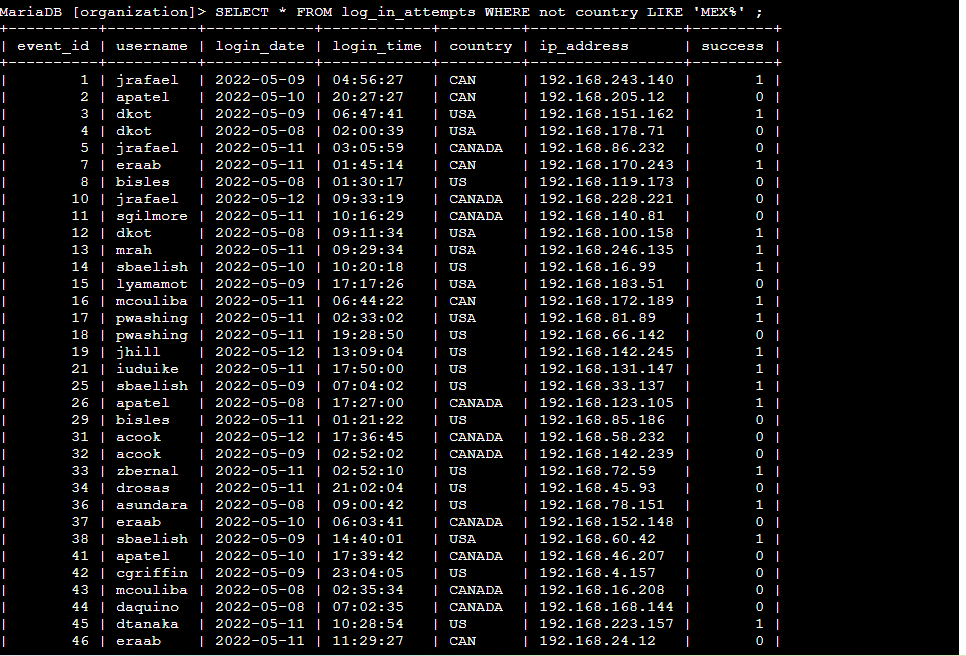 MariaDB [organization]> SELECT * FROM log_in_attempts WHERE not country LIKE 'MEX%' ;
+----------+----------+------------+------------+---------+-----------------+---------+
| event_id | username | login_date | login_time | country | ip_address      | success |
+----------+----------+------------+------------+---------+-----------------+---------+
|        1 | jrafael  | 2022-05-09 | 04:56:27   | CAN     | 192.168.243.140 |       1 |
|        2 | apatel   | 2022-05-10 | 20:27:27   | CAN     | 192.168.205.12  |       0 |
|        3 | dkot     | 2022-05-09 | 06:47:41   | USA     | 192.168.151.162 |       1 |
|        4 | dkot     | 2022-05-08 | 02:00:39   | USA     | 192.168.178.71  |       0 |
|        5 | jrafael  | 2022-05-11 | 03:05:59   | CANADA  | 192.168.86.232  |       0 |
|        7 | eraab    | 2022-05-11 | 01:45:14   | CAN     | 192.168.170.243 |       1 |
|        8 | bisles   | 2022-05-08 | 01:30:17   | US      | 192.168.119.173 |       0 |
|       10 | jrafael  | 2022-05-12 | 09:33:19   | CANADA  | 192.168.228.221 |       0 |
|       11 | sgilmore | 2022-05-11 | 10:16:29   | CANADA  | 192.168.140.81  |       0 |
|       12 | dkot     | 2022-05-08 | 09:11:34   | USA     | 192.168.100.158 |       1 |
|       13 | mrah     | 2022-05-11 | 09:29:34   | USA     | 192.168.246.135 |       1 |
|       14 | sbaelish | 2022-05-10 | 10:20:18   | US      | 192.168.16.99   |       1 |
|       15 | lyamamot | 2022-05-09 | 17:17:26   | USA     | 192.168.183.51  |       0 |
|       16 | mcouliba | 2022-05-11 | 06:44:22   | CAN     | 192.168.172.189 |       1 |
|       17 | pwashing | 2022-05-11 | 02:33:02   | USA     | 192.168.81.89   |       1 |
|       18 | pwashing | 2022-05-11 | 19:28:50   | US      | 192.168.66.142  |       0 |
|       19 | jhill    | 2022-05-12 | 13:09:04   | US      | 192.168.142.245 |       1 |
|       21 | iuduike  | 2022-05-11 | 17:50:00   | US      | 192.168.131.147 |       1 |
|       25 | sbaelish | 2022-05-09 | 07:04:02   | US      | 192.168.33.137  |       1 |
|       26 | apatel   | 2022-05-08 | 17:27:00   | CANADA  | 192.168.123.105 |       1 |
|       29 | bisles   | 2022-05-11 | 01:21:22   | US      | 192.168.85.186  |       0 |
|       31 | acook    | 2022-05-12 | 17:36:45   | CANADA  | 192.168.58.232  |       0 |
|       32 | acook    | 2022-05-09 | 02:52:02   | CANADA  | 192.168.142.239 |       0 |
|       33 | zbernal  | 2022-05-11 | 02:52:10   | US      | 192.168.72.59   |       1 |
|       34 | drosas   | 2022-05-11 | 21:02:04   | US      | 192.168.45.93   |       0 |
|       36 | asundara | 2022-05-08 | 09:00:42   | US      | 192.168.78.151  |       1 |
|       37 | eraab    | 2022-05-10 | 06:03:41   | CANADA  | 192.168.152.148 |       0 |
|       38 | sbaelish | 2022-05-09 | 14:40:01   | USA     | 192.168.60.42   |       1 |
|       41 | apatel   | 2022-05-10 | 17:39:42   | CANADA  | 192.168.46.207  |       0 |
|       42 | cgriffin | 2022-05-09 | 23:04:05   | US      | 192.168.4.157   |       0 |
|       43 | mcouliba | 2022-05-08 | 02:35:34   | CANADA  | 192.168.16.208  |       0 |
|       44 | daquino  | 2022-05-08 | 07:02:35   | CANADA  | 192.168.168.144 |       0 |
|       45 | dtanaka  | 2022-05-11 | 10:28:54   | US      | 192.168.223.157 |       1 |
|       46 | eraab    | 2022-05-11 | 11:29:27   | CAN     | 192.168.24.12   |       0 |